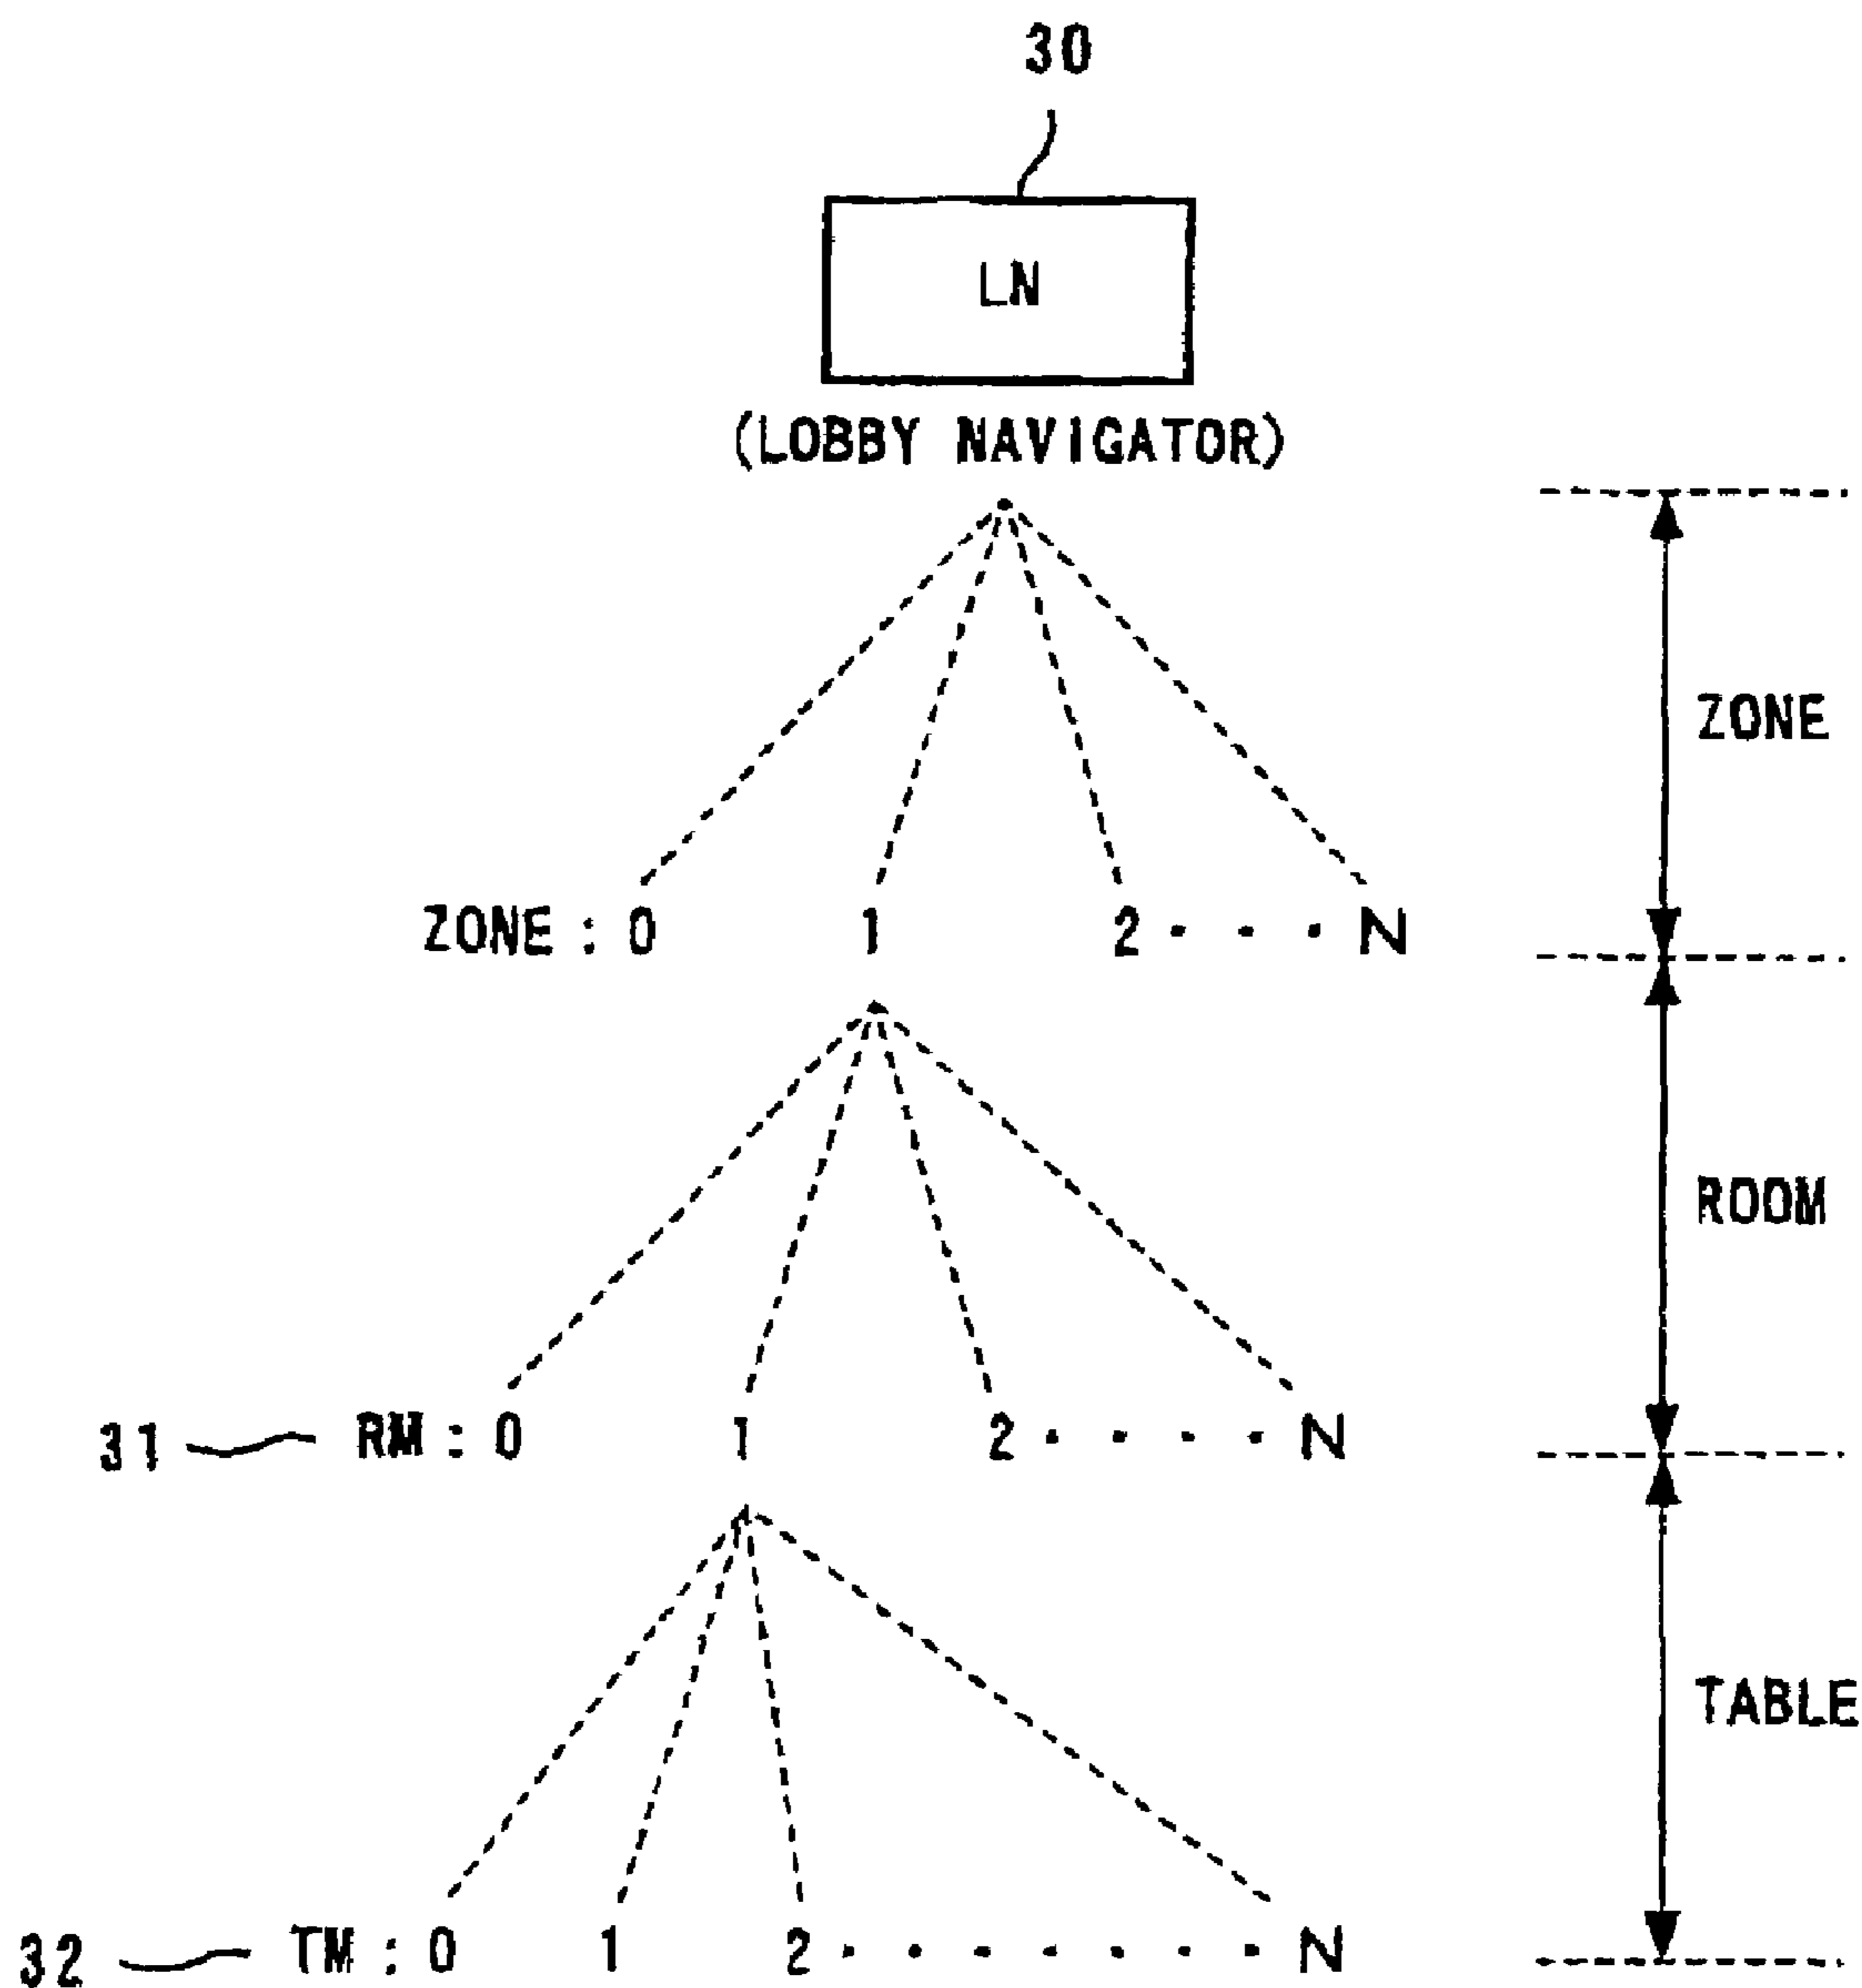 30
LN
(LOBBY NAVIGATOR)
ZONE
ZONE : 0 1 2 · · · N
ROOM
31 RM : 0 1 2 · · · · N
TABLE
32 TM : 0 1 2 · · · · · · · N